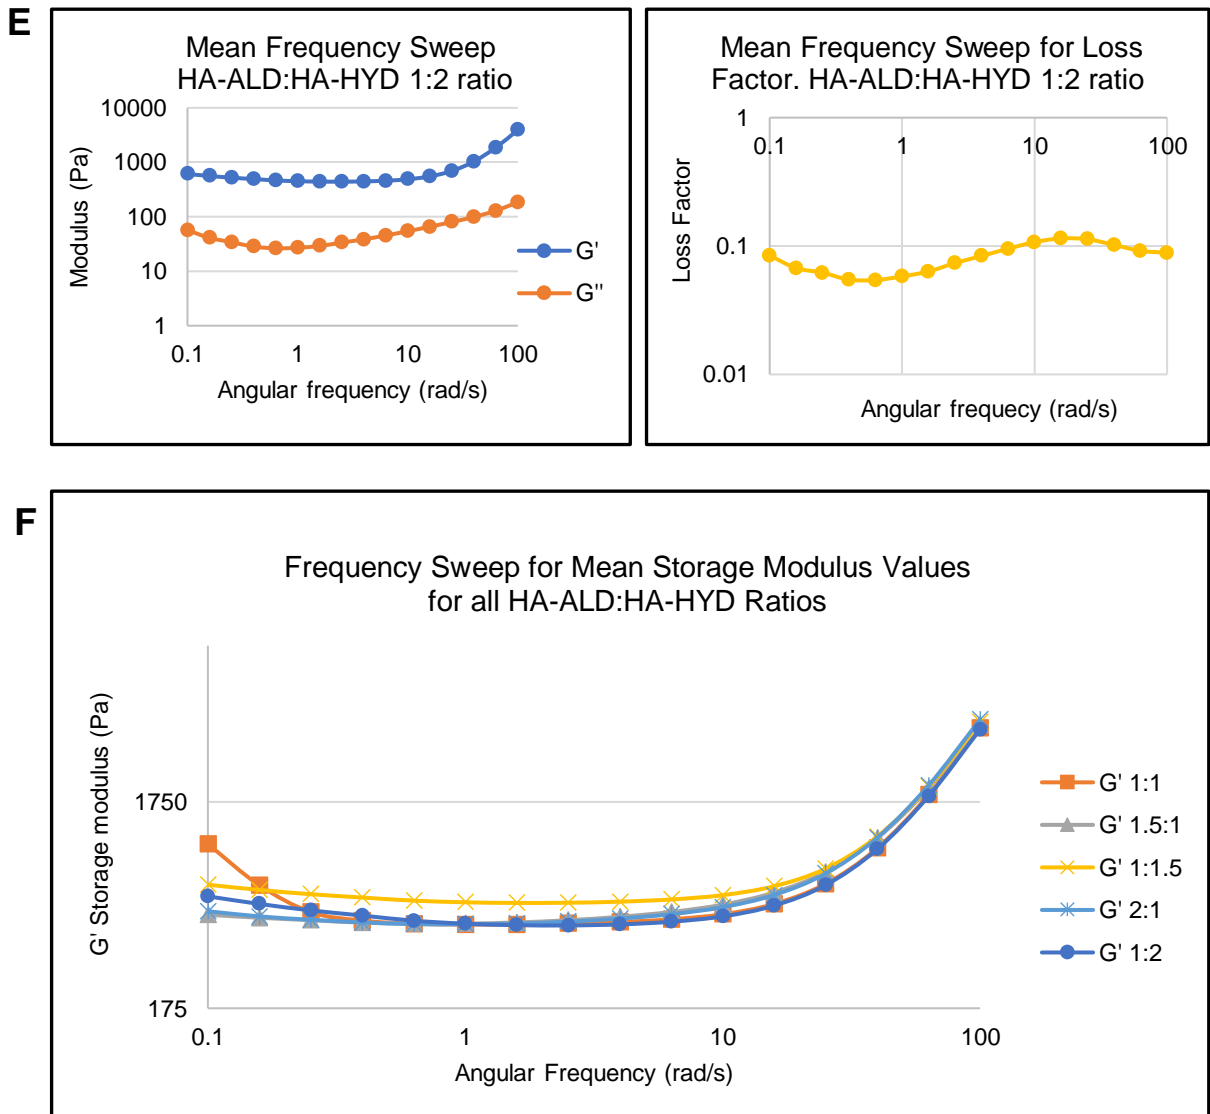 E
Mean Frequency Sweep
HA-ALD:HA-HYD 1:2 ratio
Modulus (Pa)
10000
1000
100
10
1
0.1 1 10 100
Angular frequency (rad/s)
G'
G''
Mean Frequency Sweep for Loss
Factor. HA-ALD:HA-HYD 1:2 ratio
Loss Factor
1
0.1
0.01
0.1 1 10 100
Angular frequecy (rad/s)
F
Frequency Sweep for Mean Storage Modulus Values
for all HA-ALD:HA-HYD Ratios
G' Storage modulus (Pa)
1750
175
0.1 1 10 100
Angular Frequency (rad/s)
G' 1:1
G' 1.5:1
G' 1:1.5
G' 2:1
G' 1:2